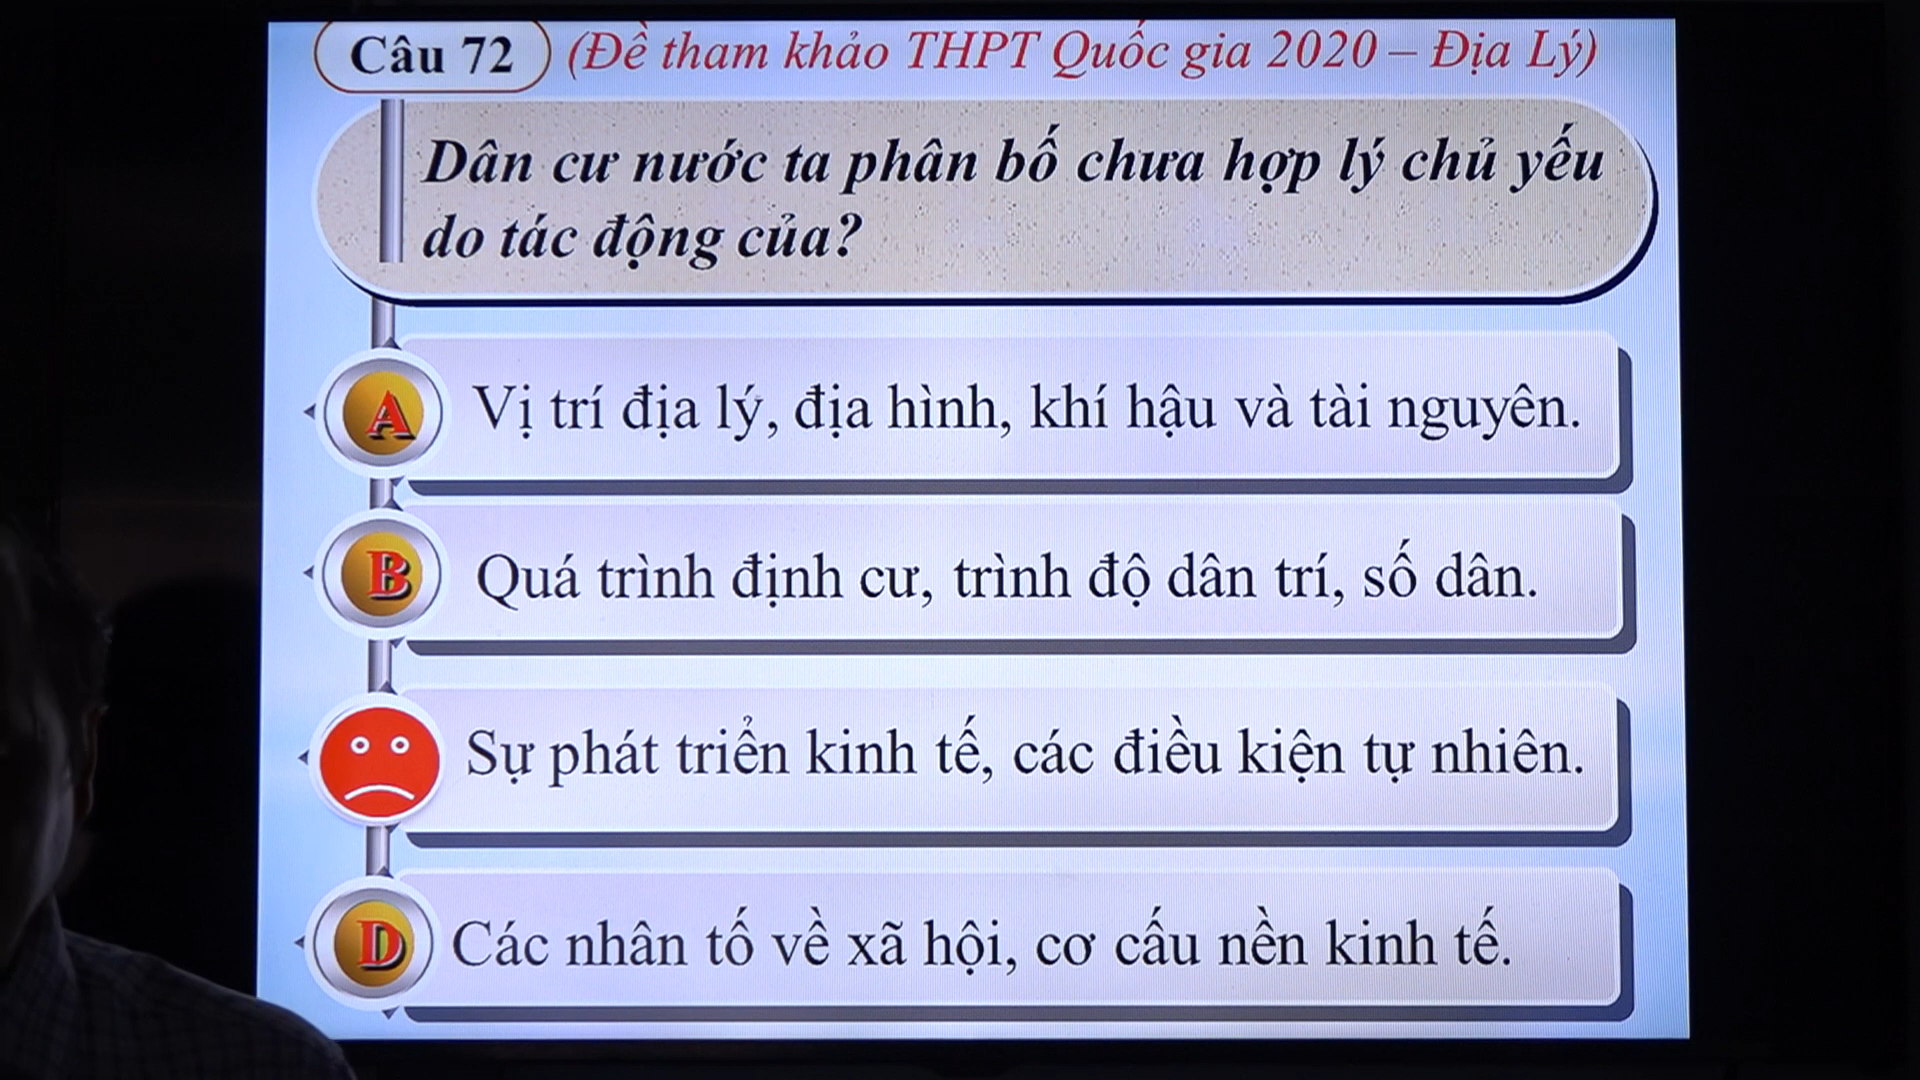 Câu 72 (Đề tham khảo THPT Quốc gia 2020 – Địa Lý)
Dân cư nước ta phân bố chưa hợp lý chủ yếu
do tác động của?
A Vị trí địa lý, địa hình, khí hậu và tài nguyên.
B Quá trình định cư, trình độ dân trí, số dân.
Sự phát triển kinh tế, các điều kiện tự nhiên.
D Các nhân tố về xã hội, cơ cấu nền kinh tế.